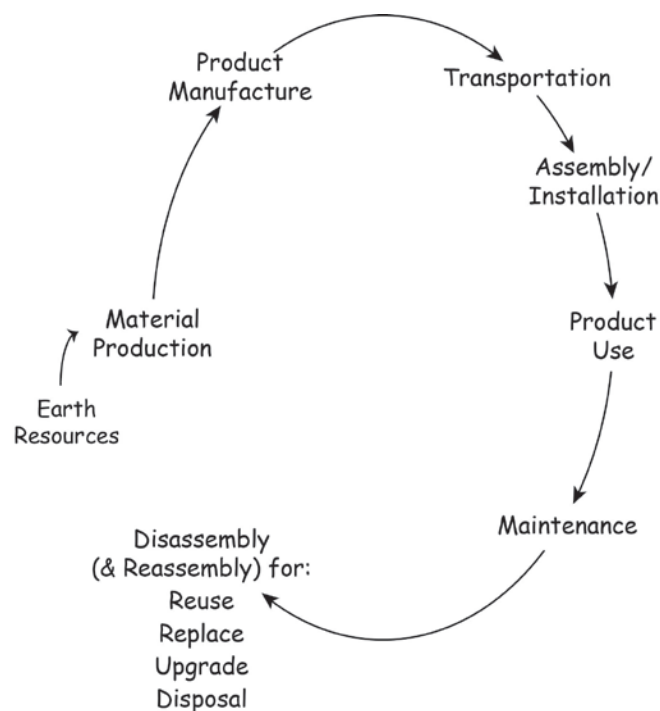 Product
Manufacture
Transportation
Assembly/
Installation
Product
Use
Maintenance
Disassembly
(& Reassembly) for:
Reuse
Replace
Upgrade
Disposal
Material
Production
Earth
Resources